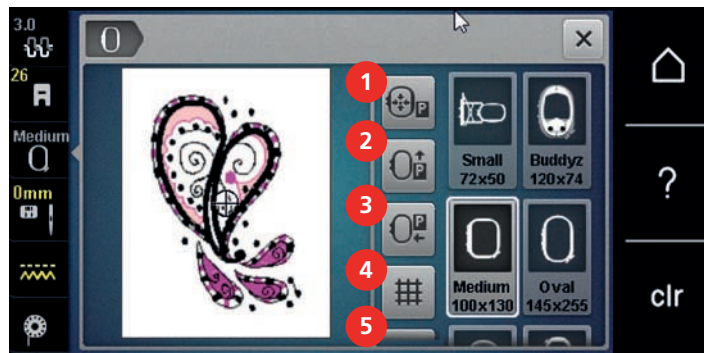 3.0
26
Medium
0mm
1
P
2
P
3
P
4
5
Small
72x50
Buddyz
120x74
Medium
100x130
Oval
145x255
?
clr